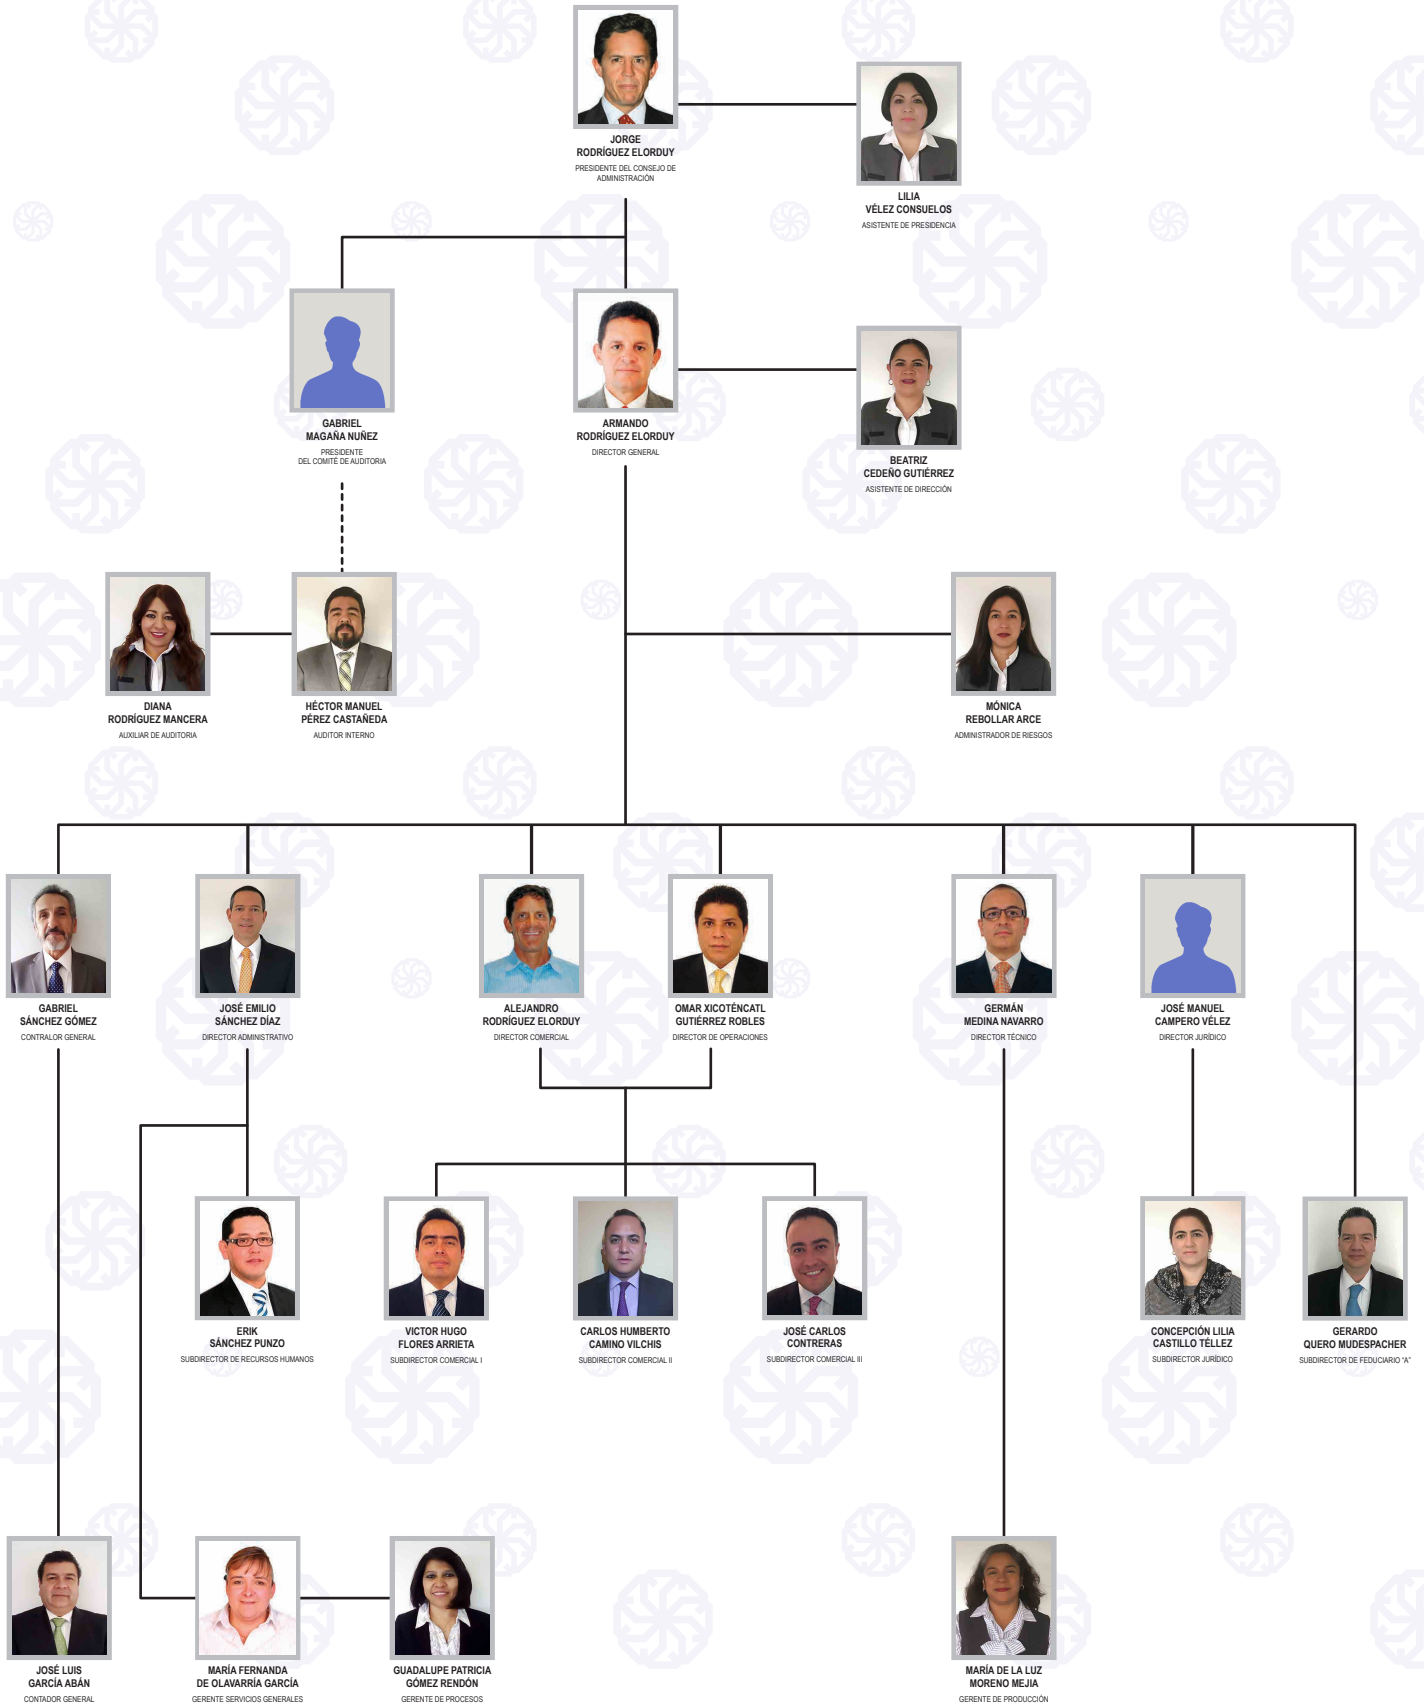 JORGE
RODRÍGUEZ ELORDUY
PRESIDENTE DEL CONSEJO DE
ADMINISTRACIÓN
LILIA
VÉLEZ CONSUELOS
ASISTENTE DE PRESIDENCIA
GABRIEL
MAGAÑA NUÑEZ
PRESIDENTE
DEL COMITÉ DE AUDITORIA
ARMANDO
RODRÍGUEZ ELORDUY
DIRECTOR GENERAL
BEATRIZ
CEDEÑO GUTIÉRREZ
ASISTENTE DE DIRECCIÓN
DIANA
RODRÍGUEZ MANCERA
AUXILIAR DE AUDITORIA
HÉCTOR MANUEL
PÉREZ CASTAÑEDA
AUDITOR INTERNO
MÓNICA
REBOLLAR ARCE
ADMINISTRADOR DE RIESGOS
GABRIEL
SÁNCHEZ GÓMEZ
CONTRALOR GENERAL
JOSÉ EMILIO
SÁNCHEZ DÍAZ
DIRECTOR ADMINISTRATIVO
ALEJANDRO
RODRÍGUEZ ELORDUY
DIRECTOR COMERCIAL
OMAR XICOTÉNCATL
GUTIÉRREZ ROBLES
DIRECTOR DE OPERACIONES
GERMÁN
MEDINA NAVARRO
DIRECTOR TÉCNICO
JOSÉ MANUEL
CAMPERO VÉLEZ
DIRECTOR JURÍDICO
ERIK
SÁNCHEZ PUNZO
SUBDIRECTOR DE RECURSOS HUMANOS
VICTOR HUGO
FLORES ARRIETA
SUBDIRECTOR COMERCIAL I
CARLOS HUMBERTO
CAMINO VILCHIS
SUBDIRECTOR COMERCIAL II
JOSÉ CARLOS
CONTRERAS
SUBDIRECTOR COMERCIAL III
CONCEPCIÓN LILIA
CASTILLO TÉLLEZ
SUBDIRECTOR JURÍDICO
GERARDO
QUERO MUDESPACHER
SUBDIRECTOR DE FEDUCIARIO "A"
JOSÉ LUIS
GARCÍA ABÁN
CONTADOR GENERAL
MARÍA FERNANDA
DE OLAVARRÍA GARCÍA
GERENTE SERVICIOS GENERALES
GUADALUPE PATRICIA
GÓMEZ RENDÓN
GERENTE DE PROCESOS
MARÍA DE LA LUZ
MORENO MEJIA
GERENTE DE PRODUCCIÓN